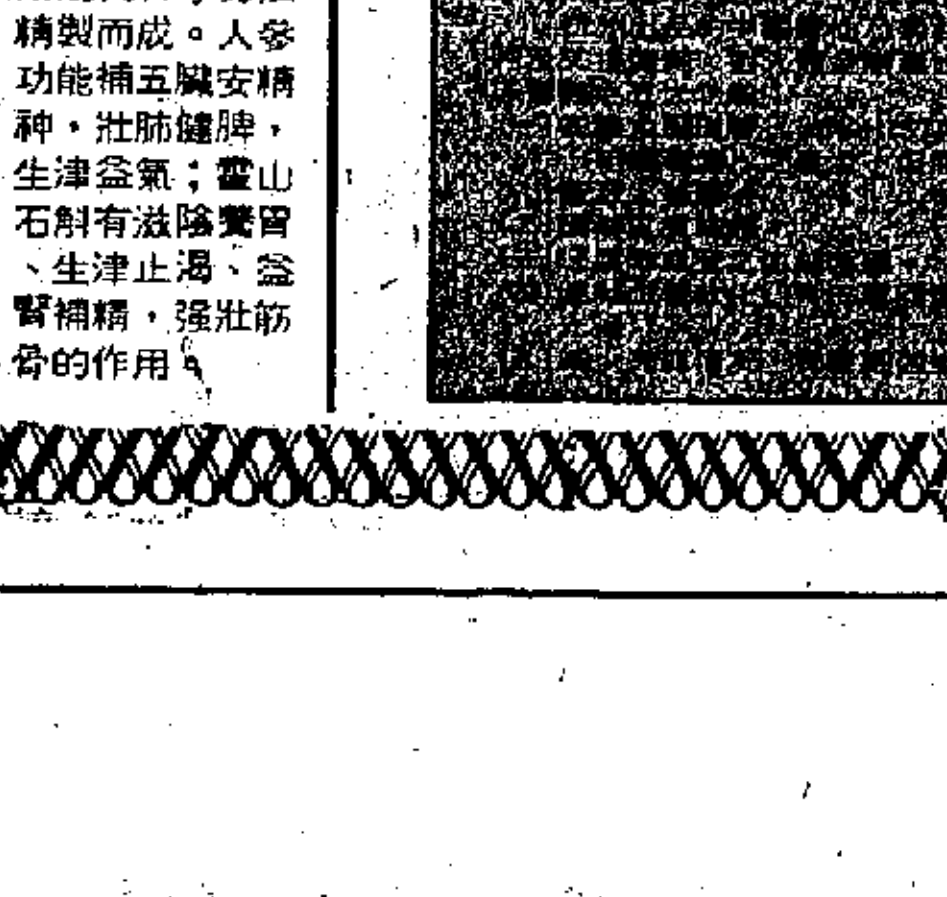 精製而成。人參
功能補五臟安精
神，壯肺健脾，
生津益氣；霍山
石斛有滋陰養胃
、生津止渴、益
腎補精，强壯筋
骨的作用。